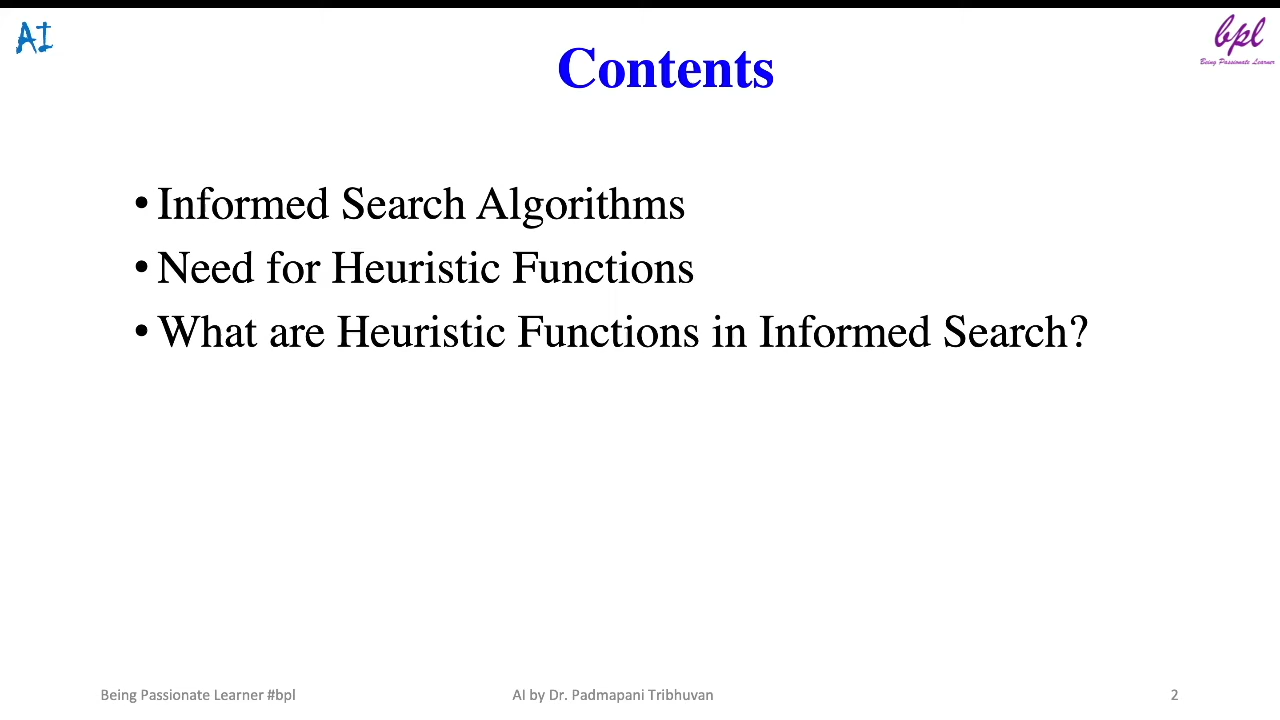 AI
bpl
Being Passionate Learner
Contents
• Informed Search Algorithms
• Need for Heuristic Functions
• What are Heuristic Functions in Informed Search?
Being Passionate Learner #bpl
AI by Dr. Padmapani Tribhuvan
2